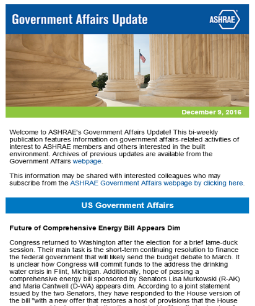 Government Affairs Update
ASHRAE
December 9, 2016
Welcome to ASHRAE's Government Affairs Update! This bi-weekly
publication features information on government affairs related activities of
interest to ASHRAE members and others interested in the built
environment. Archives of previous updates are available from the
Government Affairs webpage.
This information may be shared with interested colleagues who may
subscribe from the ASHRAE Government Affairs webpage by clicking here.
US Government Affairs
Future of Comprehensive Energy Bill Appears Dim
Congress returned to Washington after the election for a brief lame-duck
session. Their main task is the short-term continuing resolution to finance
the federal government that will likely send the budget debate to March. It
is unclear how Congress will commit funds to the address the drinking
water crisis in Flint, Michigan. Additionally, hope of passing a
comprehensive energy bill sponsored by Senators Lisa Murkowski (R-AK)
and Maria Cantwell (D-WA) appears dim. According to a joint statement
issued by the two Senators, they have responded to the House version of
the bill "with a new offer that restores a host of provisions that the House